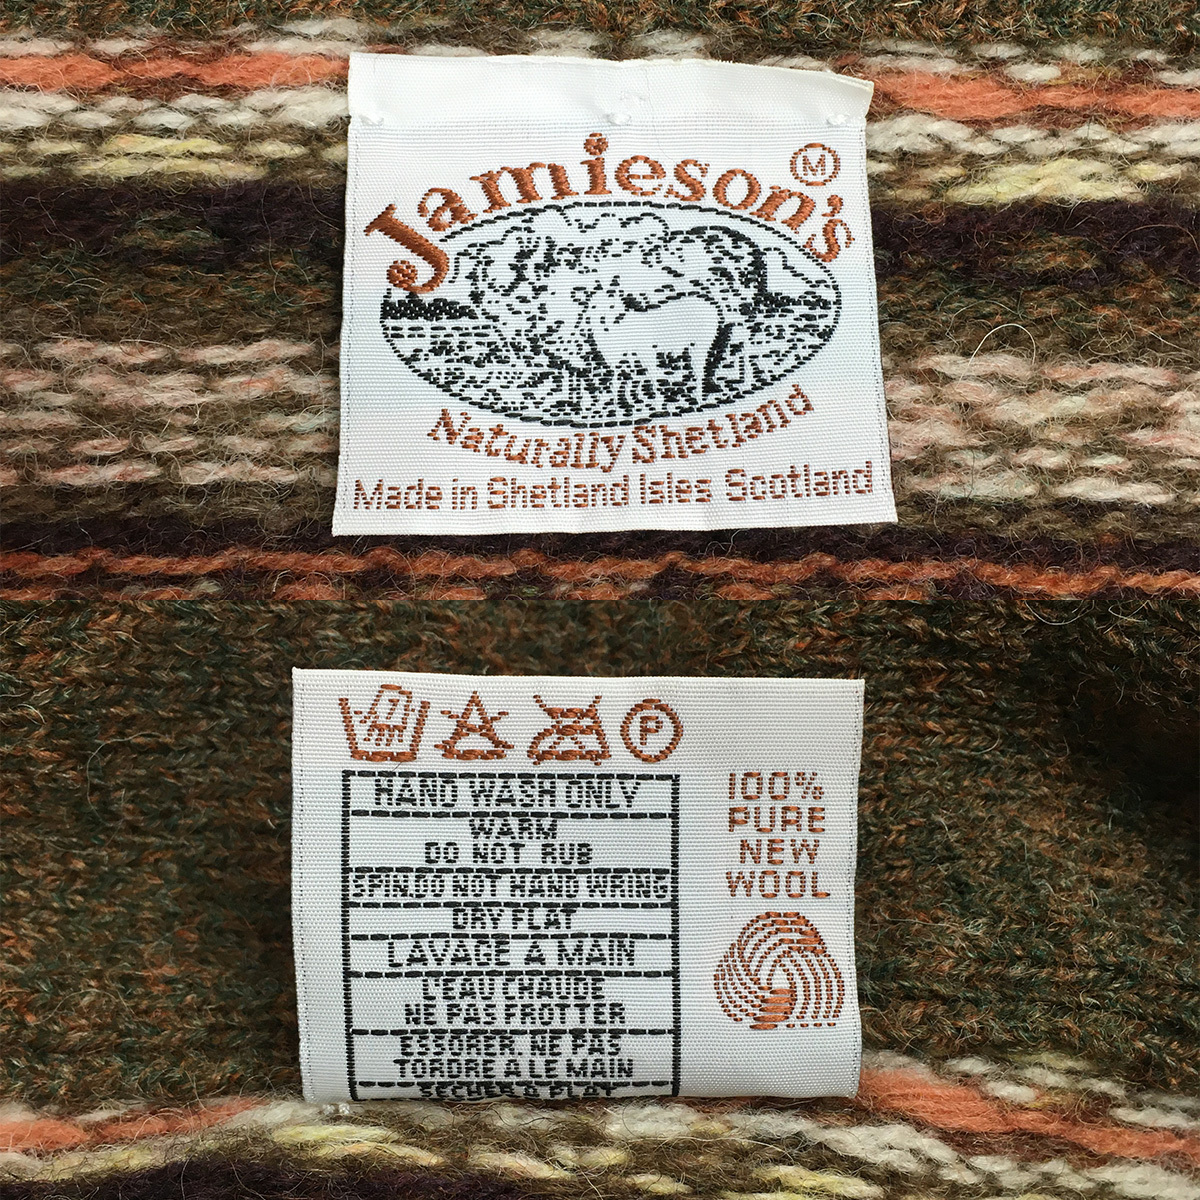 Jamieson's M
Naturally Shetland
Made in Shetland Isles Scotland
P
HAND WASH ONLY
WARM
DO NOT RUB
SPIN.DO NOT HAND WRING
DRY FLAT
LAVAGE A MAIN
L'EAU CHAUDE
NE PAS FROTTER
ESSORER. NE PAS
TORDRE A LE MAIN
SECHER A PLAT
100%
PURE
NEW
WOOL